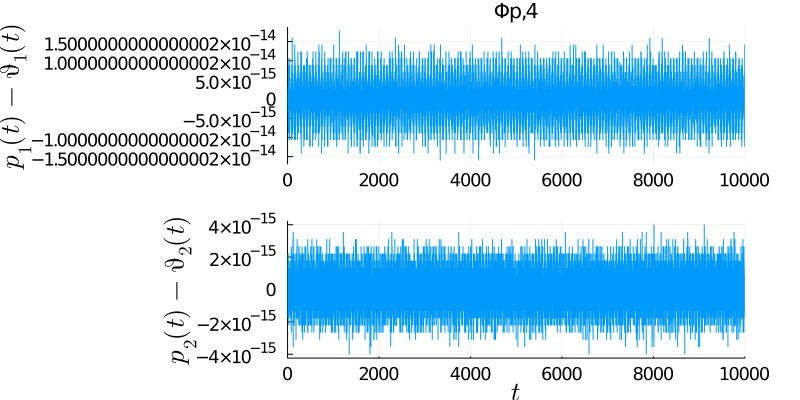 Φp,4
p₁(t) − ϑ₁(t)
1.5000000000000002×10⁻¹⁴
1.0000000000000002×10⁻¹⁴
5.0×10⁻¹⁵
0
−5.0×10⁻¹⁵
−1.0000000000000002×10⁻¹⁴
−1.5000000000000002×10⁻¹⁴
0 2000 4000 6000 8000 10000
p₂(t) − ϑ₂(t)
4×10⁻¹⁵
2×10⁻¹⁵
0
−2×10⁻¹⁵
−4×10⁻¹⁵
0 2000 4000 6000 8000 10000
t